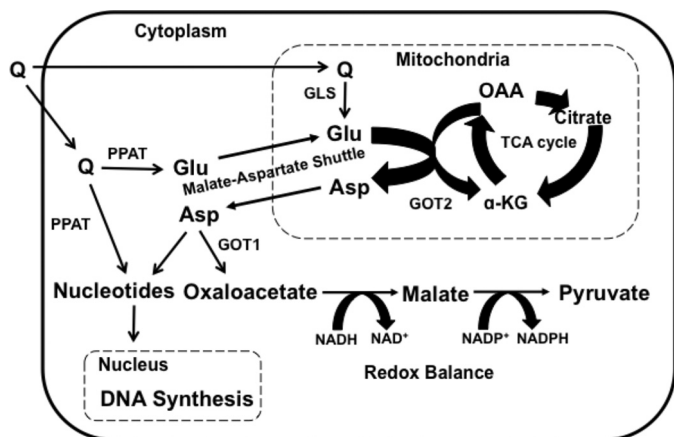 Cytoplasm
Mitochondria
Q
Q
GLS
OAA
Citrate
Glu
TCA cycle
Q
PPAT
Glu
Malate-Aspartate Shuttle
Asp
GOT2
α-KG
Asp
PPAT
GOT1
Nucleotides
Oxaloacetate
Malate
Pyruvate
NADH
NAD⁺
NADP⁺
NADPH
Nucleus
Redox Balance
DNA Synthesis